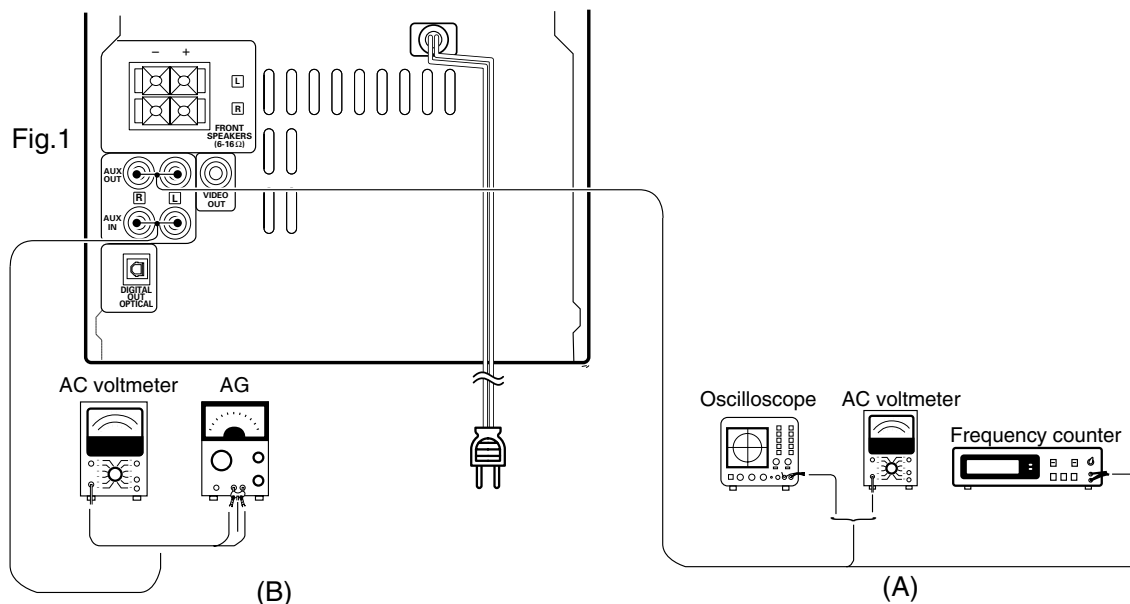 Fig.1
− +
L
R
FRONT
SPEAKERS
(6-16Ω)
AUX
OUT
R L
VIDEO
OUT
AUX
IN
DIGITAL
OUT
OPTICAL
AC voltmeter AG
Oscilloscope AC voltmeter
Frequency counter
(B) (A)